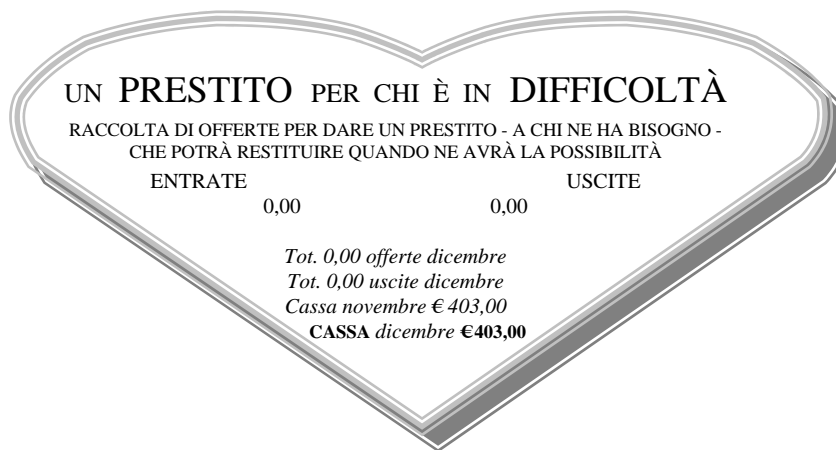 UN PRESTITO PER CHI È IN DIFFICOLTÀ
RACCOLTA DI OFFERTE PER DARE UN PRESTITO - A CHI NE HA BISOGNO -
CHE POTRÀ RESTITUIRE QUANDO NE AVRÀ LA POSSIBILITÀ
ENTRATE USCITE
0,00 0,00
Tot. 0,00 offerte dicembre
Tot. 0,00 uscite dicembre
Cassa novembre € 403,00
CASSA dicembre €403,00